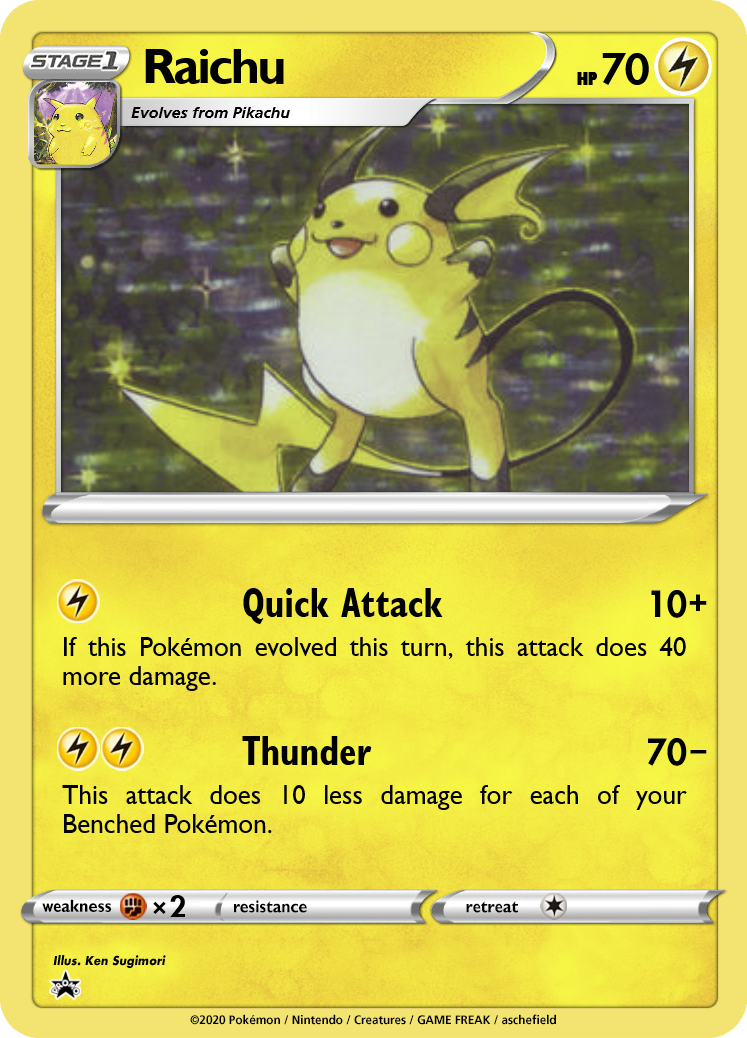 STAGE1
Raichu
HP 70
Evolves from Pikachu
Quick Attack 10+
If this Pokémon evolved this turn, this attack does 40
more damage.
Thunder 70−
This attack does 10 less damage for each of your
Benched Pokémon.
weakness ×2 resistance retreat
Illus. Ken Sugimori
PROMO
©2020 Pokémon / Nintendo / Creatures / GAME FREAK / aschefield